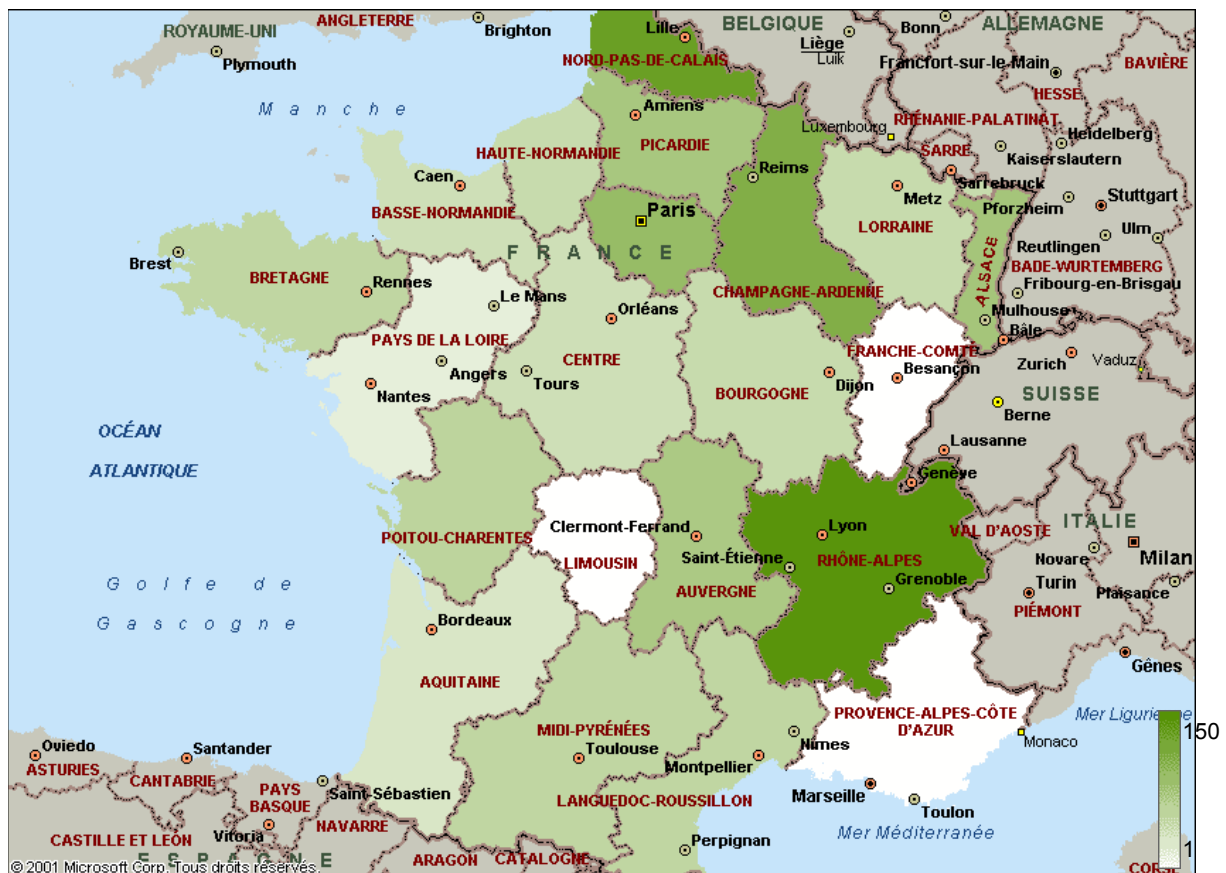 ROYAUME-UNI
ANGLETERRE
Brighton
Plymouth
BELGIQUE
Liège
Luik
Bonn
ALLEMAGNE
Lille
NORD-PAS-DE-CALAIS
Francfort-sur-le-Main
BAVIÈRE
HESSE
Manche
Amiens
PICARDIE
Luxembourg
RHÉNANIE-PALATINAT
Heidelberg
HAUTE-NORMANDIE
SARRE
Kaiserslautern
Caen
Reims
Sarrebruck
BASSE-NORMANDIE
Paris
Metz
Pforzheim
Stuttgart
LORRAINE
Ulm
Reutlingen
FRANCE
Brest
BRETAGNE
ALSACE
BADE-WURTEMBERG
Rennes
Le Mans
CHAMPAGNE-ARDENNE
Fribourg-en-Brisgau
Orléans
Mulhouse
Bâle
PAYS DE LA LOIRE
CENTRE
FRANCHE-COMTÉ
Zurich
Vaduz
Angers
Tours
Dijon
Besançon
Nantes
BOURGOGNE
SUISSE
Berne
OCÉAN
ATLANTIQUE
Lausanne
Genève
Clermont-Ferrand
Lyon
VAL D'AOSTE
ITALIE
POITOU-CHARENTES
LIMOUSIN
Saint-Étienne
RHÔNE-ALPES
Novare
Milan
Golfe de
Gascogne
AUVERGNE
Grenoble
Turin
Plaisance
PIÉMONT
Bordeaux
Gênes
AQUITAINE
PROVENCE-ALPES-CÔTE
D'AZUR
Mer Ligurienne
150
MIDI-PYRÉNÉES
Nîmes
Monaco
Oviedo
Santander
Toulouse
Montpellier
ASTURIES
CANTABRIE
PAYS
BASQUE
Saint-Sébastien
LANGUEDOC-ROUSSILLON
Marseille
Toulon
Vitoria
NAVARRE
Mer Méditerranée
CASTILLE ET LEÓN
Perpignan
1
ESPAGNE
ARAGON
CATALOGNE
CORSE
© 2001 Microsoft Corp. Tous droits réservés.